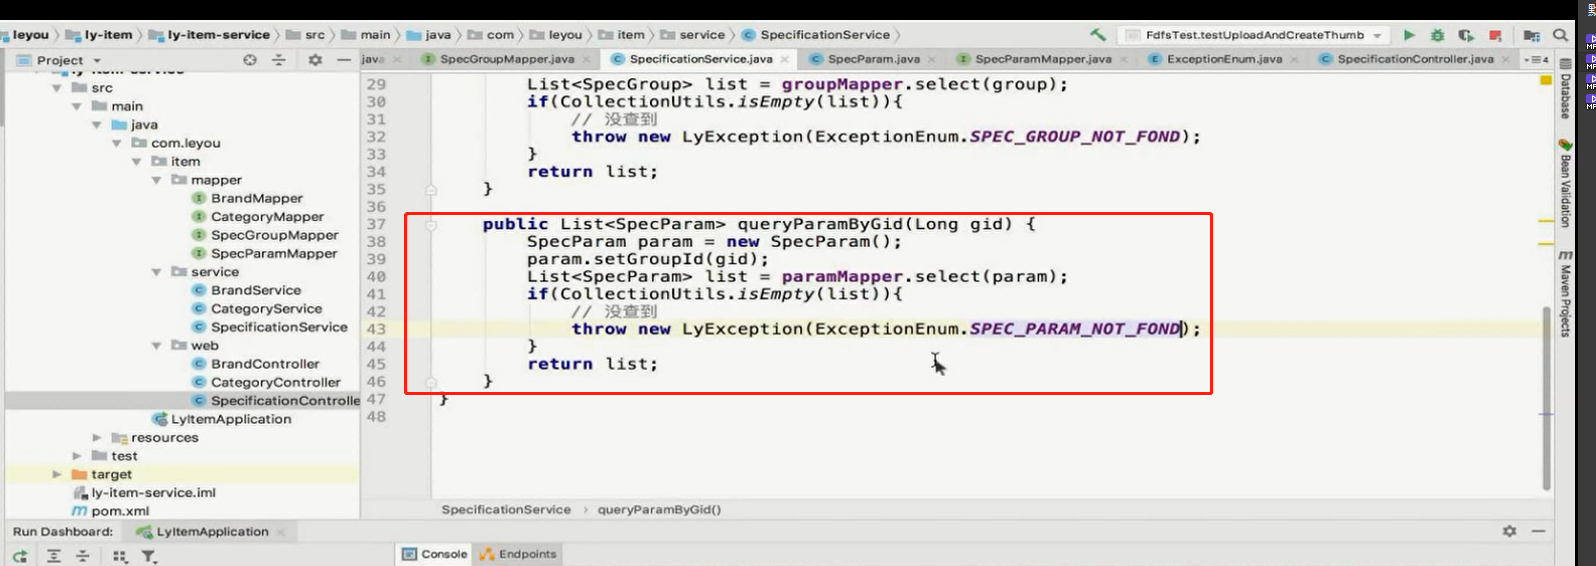 leyou ly-item ly-item-service src main java com leyou item service SpecificationService FdfsTest.testUploadAndCreateThumb
Project
java SpecGroupMapper.java SpecificationService.java SpecParam.java SpecParamMapper.java ExceptionEnum.java SpecificationController.java 4
src
main
java
com.leyou
item
mapper
BrandMapper
CategoryMapper
SpecGroupMapper
SpecParamMapper
service
BrandService
CategoryService
SpecificationService
web
BrandController
CategoryController
SpecificationControlle
LyItemApplication
resources
test
target
ly-item-service.iml
pom.xml
29 List<SpecGroup> list = groupMapper.select(group);
30 if(CollectionUtils.isEmpty(list)){
31 // 没查到
32 throw new LyException(ExceptionEnum.SPEC_GROUP_NOT_FOND);
33 }
34 return list;
35 }
36
37 public List<SpecParam> queryParamByGid(Long gid) {
38 SpecParam param = new SpecParam();
39 param.setGroupId(gid);
40 List<SpecParam> list = paramMapper.select(param);
41 if(CollectionUtils.isEmpty(list)){
42 // 没查到
43 throw new LyException(ExceptionEnum.SPEC_PARAM_NOT_FOND);
44 }
45 return list;
46 }
47 }
48
SpecificationService queryParamByGid()
Database
Bean Validation
Maven Projects
Run Dashboard: LyItemApplication
Console Endpoints